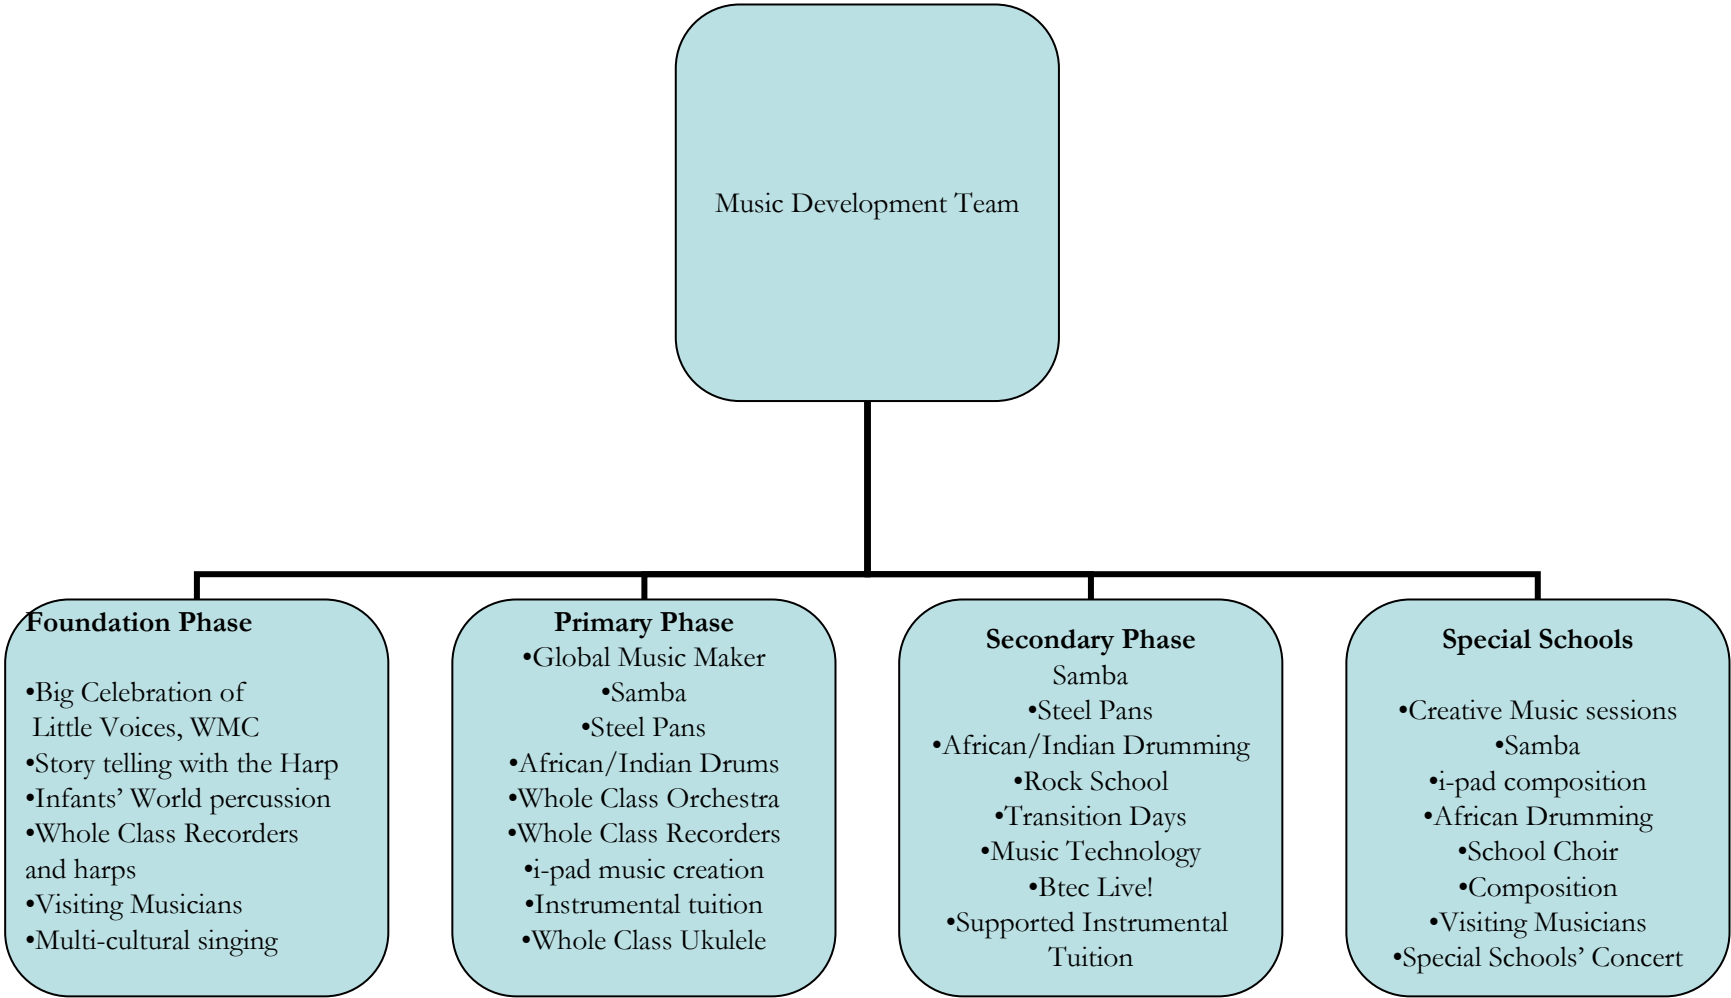 Music Development Team
Foundation Phase
•Big Celebration of
Little Voices, WMC
•Story telling with the Harp
•Infants’ World percussion
•Whole Class Recorders
and harps
•Visiting Musicians
•Multi-cultural singing
Primary Phase
•Global Music Maker
•Samba
•Steel Pans
•African/Indian Drums
•Whole Class Orchestra
•Whole Class Recorders
•i-pad music creation
•Instrumental tuition
•Whole Class Ukulele
Secondary Phase
Samba
•Steel Pans
•African/Indian Drumming
•Rock School
•Transition Days
•Music Technology
•Btec Live!
•Supported Instrumental
Tuition
Special Schools
•Creative Music sessions
•Samba
•i-pad composition
•African Drumming
•School Choir
•Composition
•Visiting Musicians
•Special Schools’ Concert